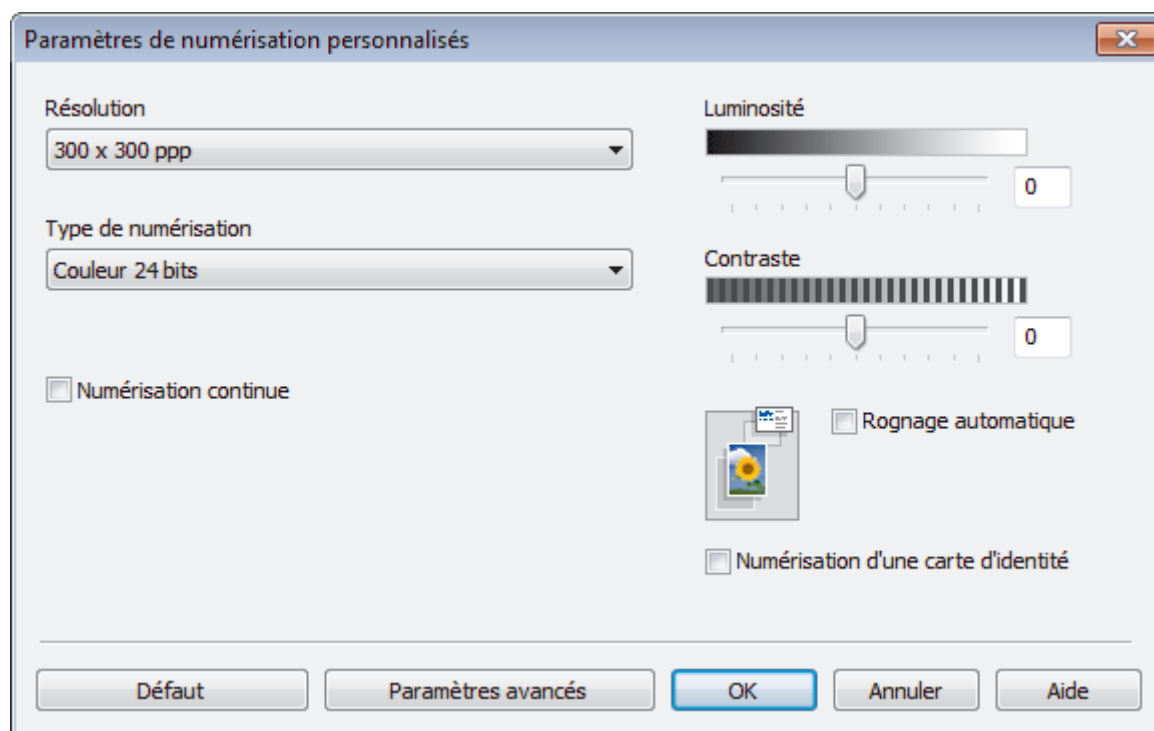 Paramètres de numérisation personnalisés
Résolution
300 x 300 ppp
Type de numérisation
Couleur 24 bits
Numérisation continue
Luminosité
0
Contraste
0
Rognage automatique
Numérisation d'une carte d'identité
Défaut
Paramètres avancés
OK
Annuler
Aide